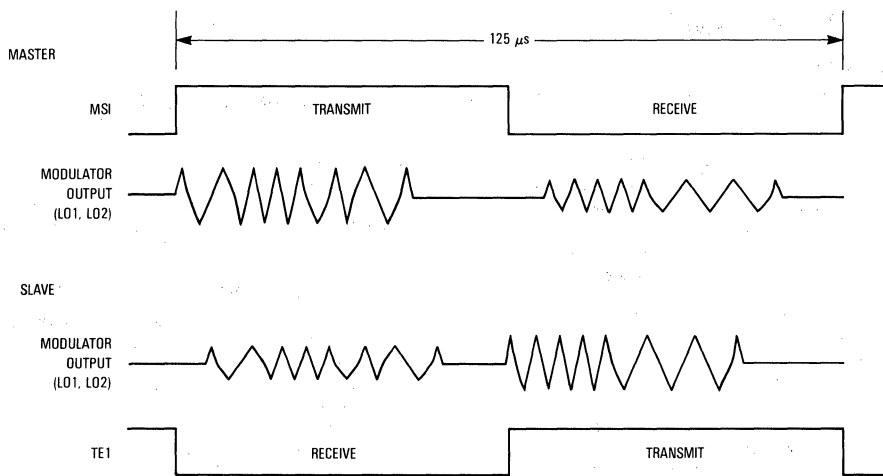 125 μs
MASTER
MSI
TRANSMIT
RECEIVE
MODULATOR
OUTPUT
(LO1, LO2)
SLAVE
MODULATOR
OUTPUT
(LO1, LO2)
TE1
RECEIVE
TRANSMIT